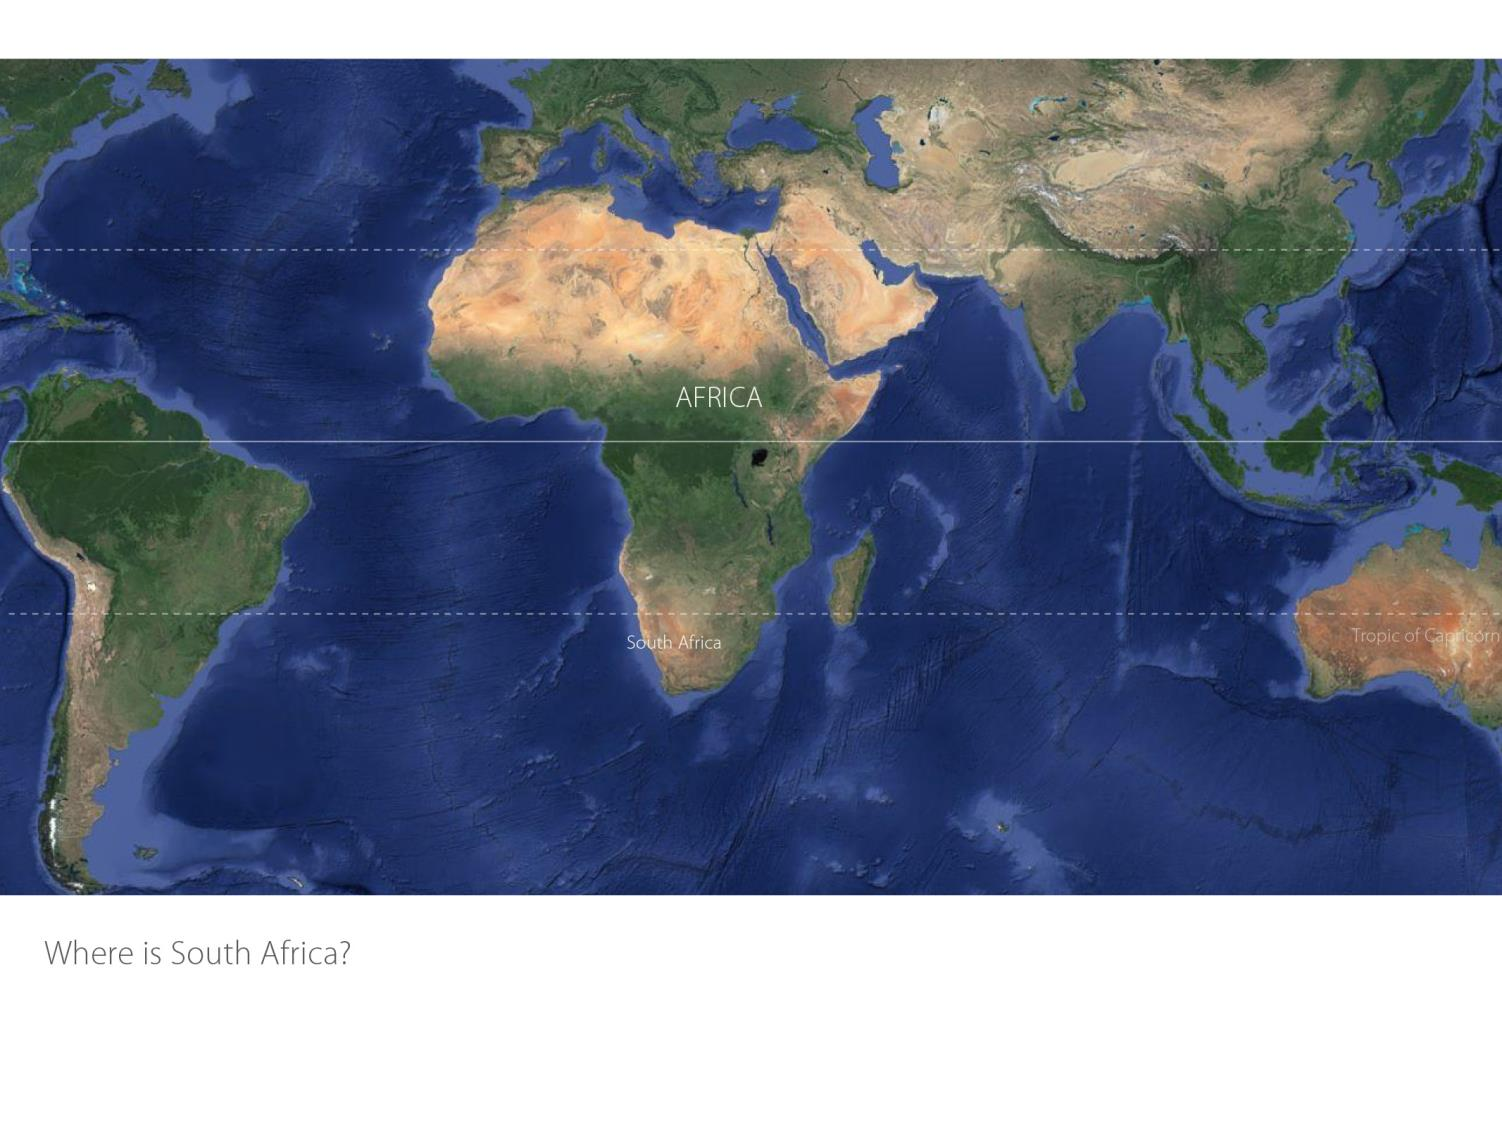 AFRICA
South Africa
Tropic of Capricorn
Where is South Africa?